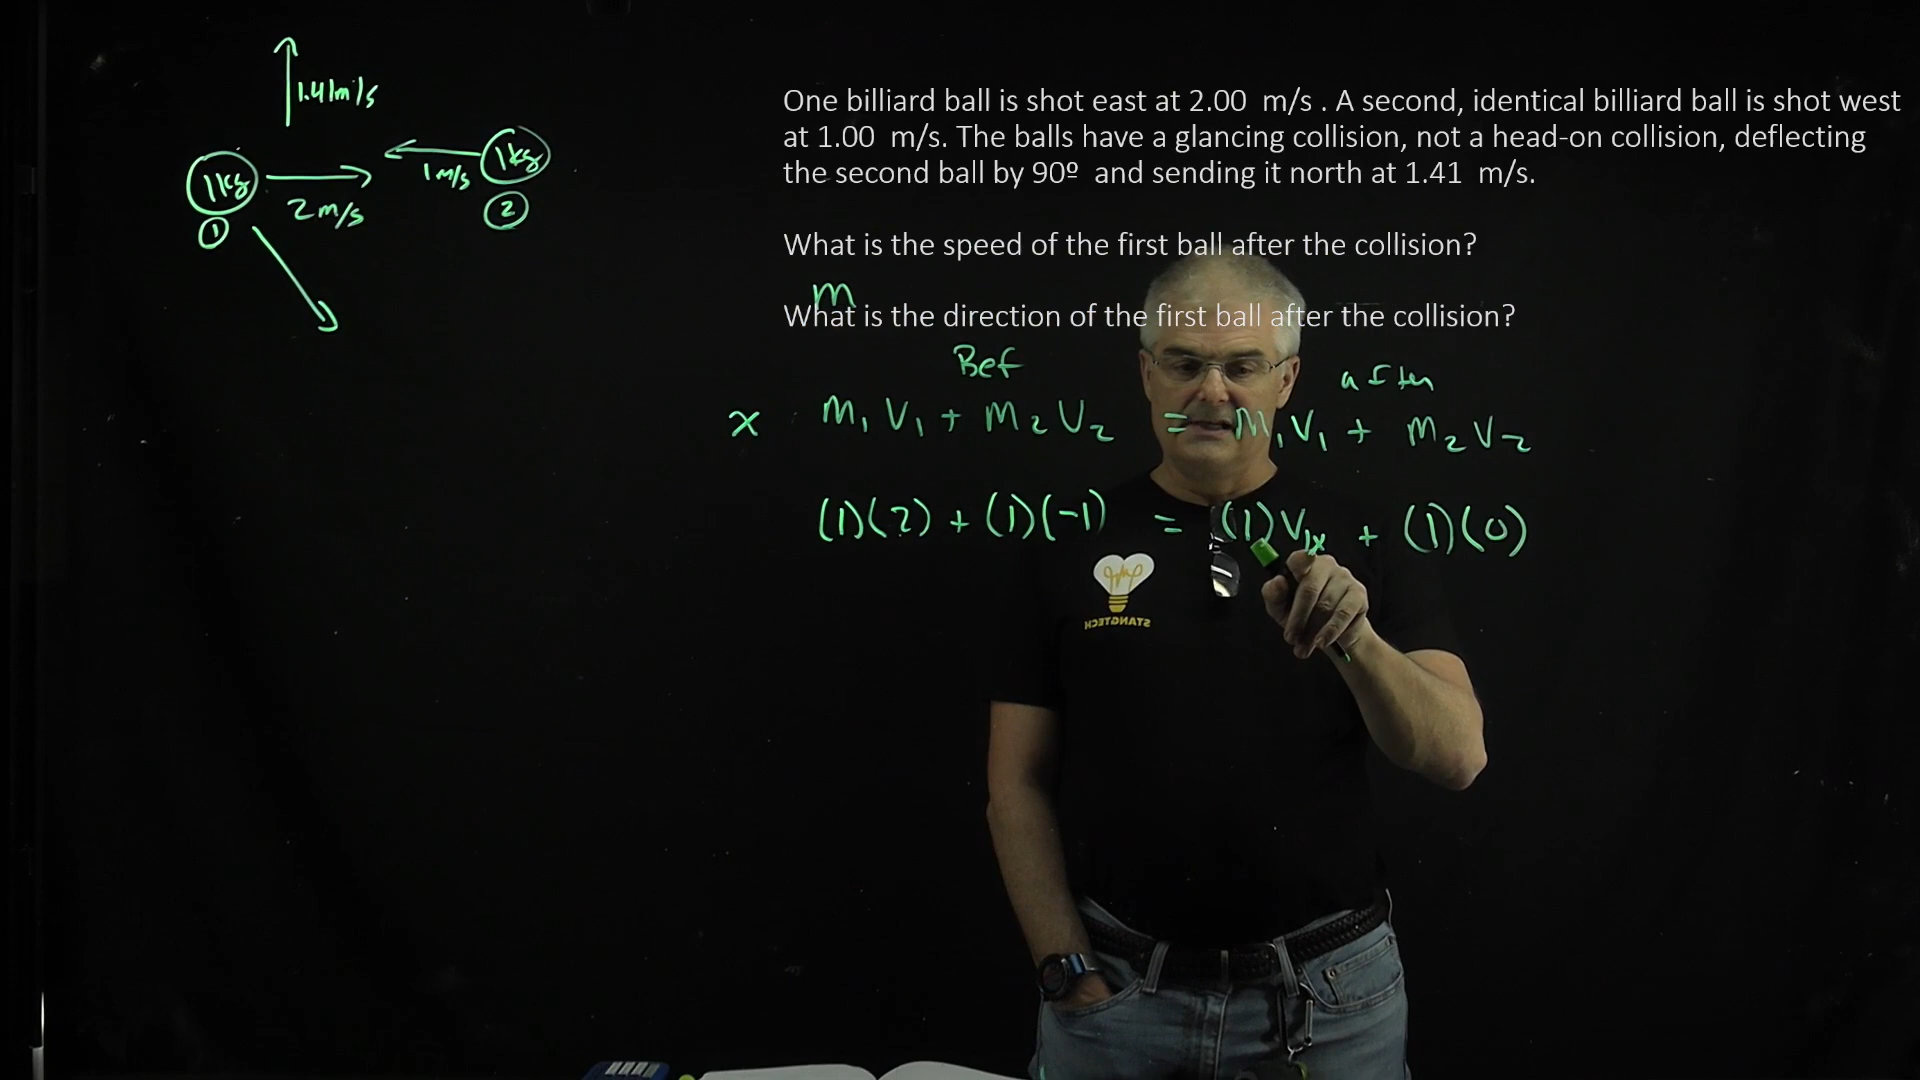 1.41m/s
1kg
2m/s
1
1m/s
1kg
2
One billiard ball is shot east at 2.00 m/s . A second, identical billiard ball is shot west
at 1.00 m/s. The balls have a glancing collision, not a head-on collision, deflecting
the second ball by 90º and sending it north at 1.41 m/s.
What is the speed of the first ball after the collision?
m
What is the direction of the first ball after the collision?
Bef
after
x M₁V₁ + M₂V₂ = M₁V₁ + M₂V₂
(1)(2) + (1)(-1) = (1)V₁ₓ + (1)(0)
STANGTECH